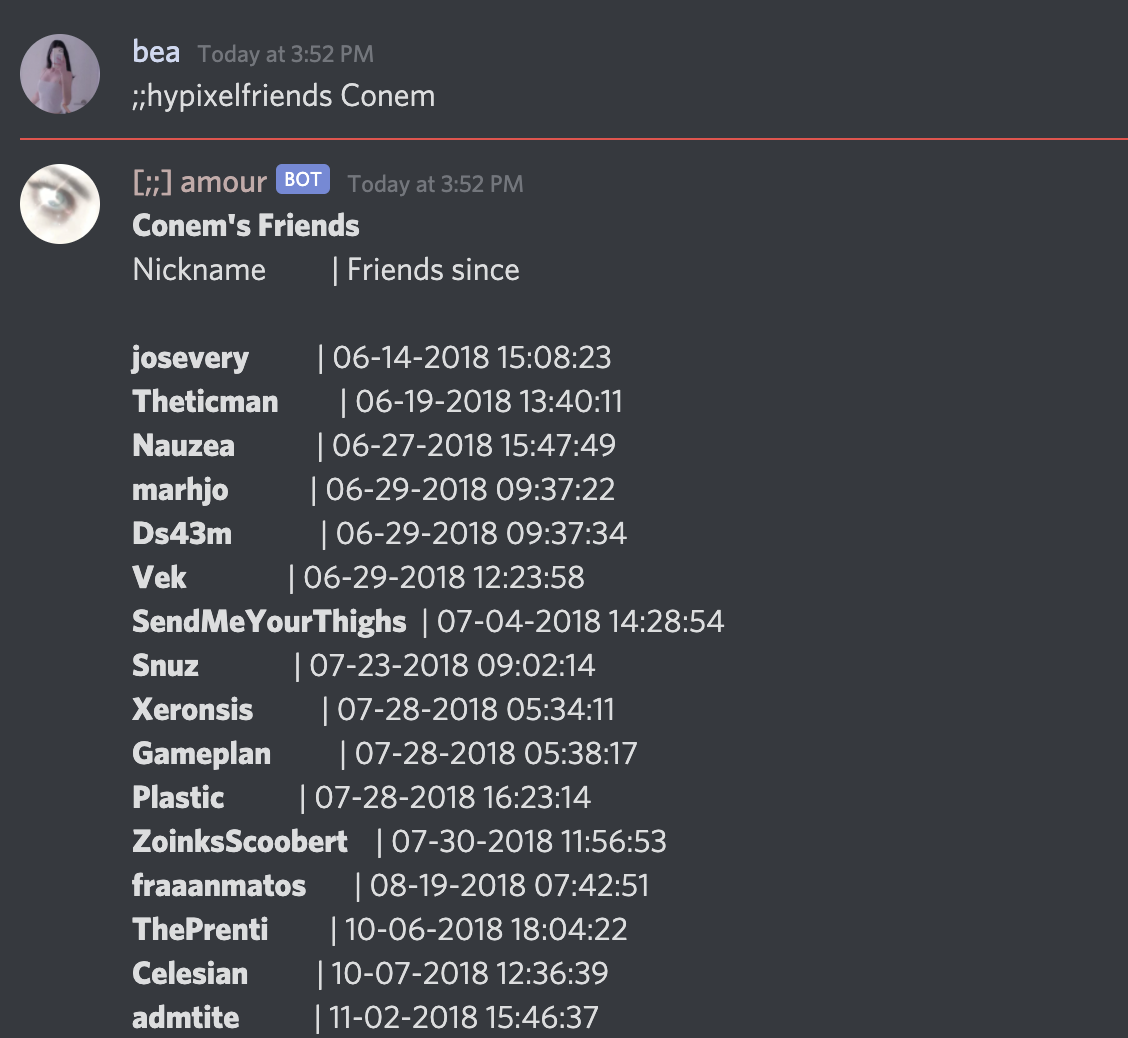 bea Today at 3:52 PM
;;hypixelfriends Conem
[;;] amour BOT Today at 3:52 PM
Conem's Friends
Nickname | Friends since
josevery | 06-14-2018 15:08:23
Theticman | 06-19-2018 13:40:11
Nauzea | 06-27-2018 15:47:49
marhjo | 06-29-2018 09:37:22
Ds43m | 06-29-2018 09:37:34
Vek | 06-29-2018 12:23:58
SendMeYourThighs | 07-04-2018 14:28:54
Snuz | 07-23-2018 09:02:14
Xeronsis | 07-28-2018 05:34:11
Gameplan | 07-28-2018 05:38:17
Plastic | 07-28-2018 16:23:14
ZoinksScoobert | 07-30-2018 11:56:53
fraaanmatos | 08-19-2018 07:42:51
ThePrenti | 10-06-2018 18:04:22
Celesian | 10-07-2018 12:36:39
admtite | 11-02-2018 15:46:37